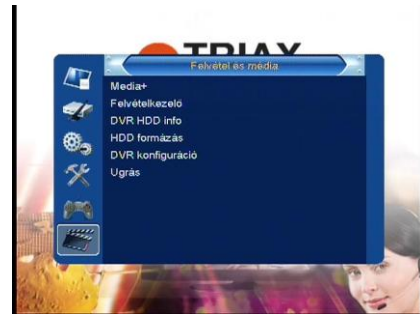 TRIAX
Felvétel és média
Media+
Felvételkezelő
DVR HDD info
HDD formázás
DVR konfiguráció
Ugrás